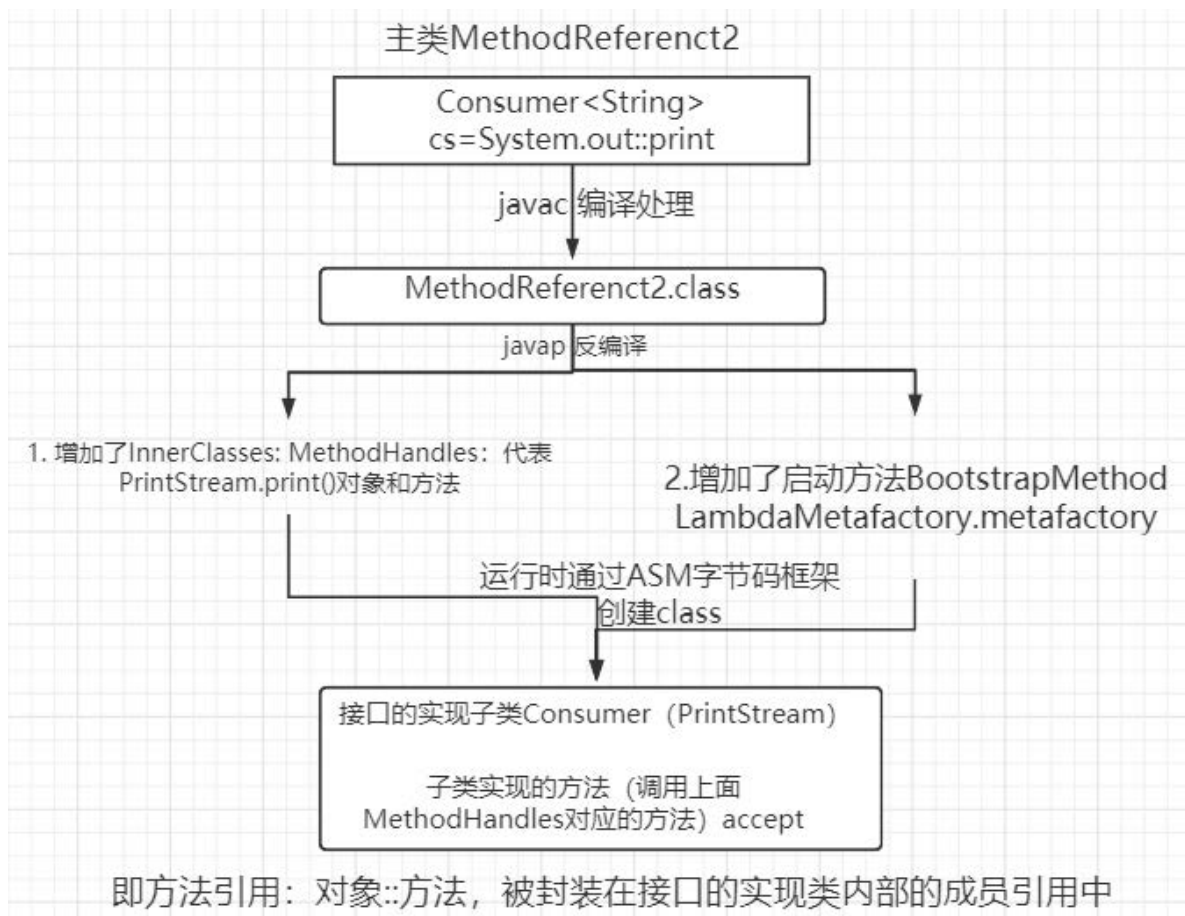 主类MethodReferenct2
Consumer<String>
cs=System.out::print
javac 编译处理
MethodReferenct2.class
javap 反编译
1. 增加了InnerClasses: MethodHandles：代表
PrintStream.print()对象和方法
2.增加了启动方法BootstrapMethod
LambdaMetafactory.metafactory
运行时通过ASM字节码框架
创建class
接口的实现子类Consumer（PrintStream）
子类实现的方法（调用上面
MethodHandles对应的方法）accept
即方法引用：对象::方法，被封装在接口的实现类内部的成员引用中